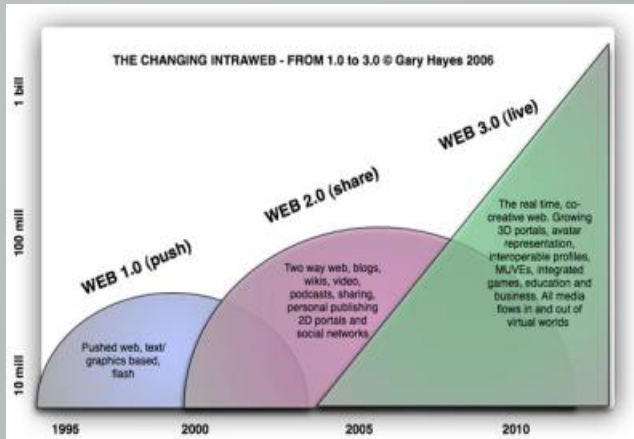 THE CHANGING INTRAWEB - FROM 1.0 to 3.0 © Gary Hayes 2006
1 bill
100 mill
10 mill
WEB 1.0 (push)
Pushed web, text/
graphics based,
flash
WEB 2.0 (share)
Two way web, blogs,
wikis, video,
podcasts, sharing,
personal publishing
2D portals and
social networks
WEB 3.0 (live)
The real time, co-
creative web. Growing
3D portals, avatar
representation,
interoperable profiles,
MUVEs, integrated
games, education and
business. All media
flows in and out of
virtual worlds
1995 2000 2005 2010